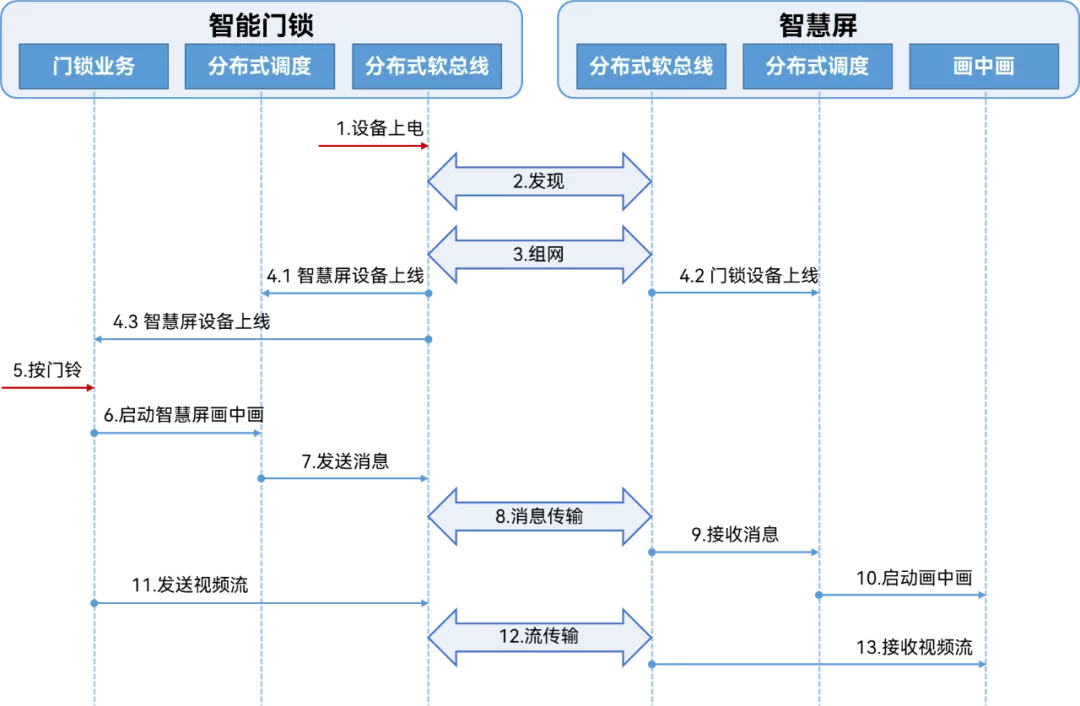 智能门锁
智慧屏
门锁业务
分布式调度
分布式软总线
分布式软总线
分布式调度
画中画
1.设备上电
2.发现
3.组网
4.1 智慧屏设备上线
4.2 门锁设备上线
4.3 智慧屏设备上线
5.按门铃
6.启动智慧屏画中画
7.发送消息
8.消息传输
9.接收消息
10.启动画中画
11.发送视频流
12.流传输
13.接收视频流